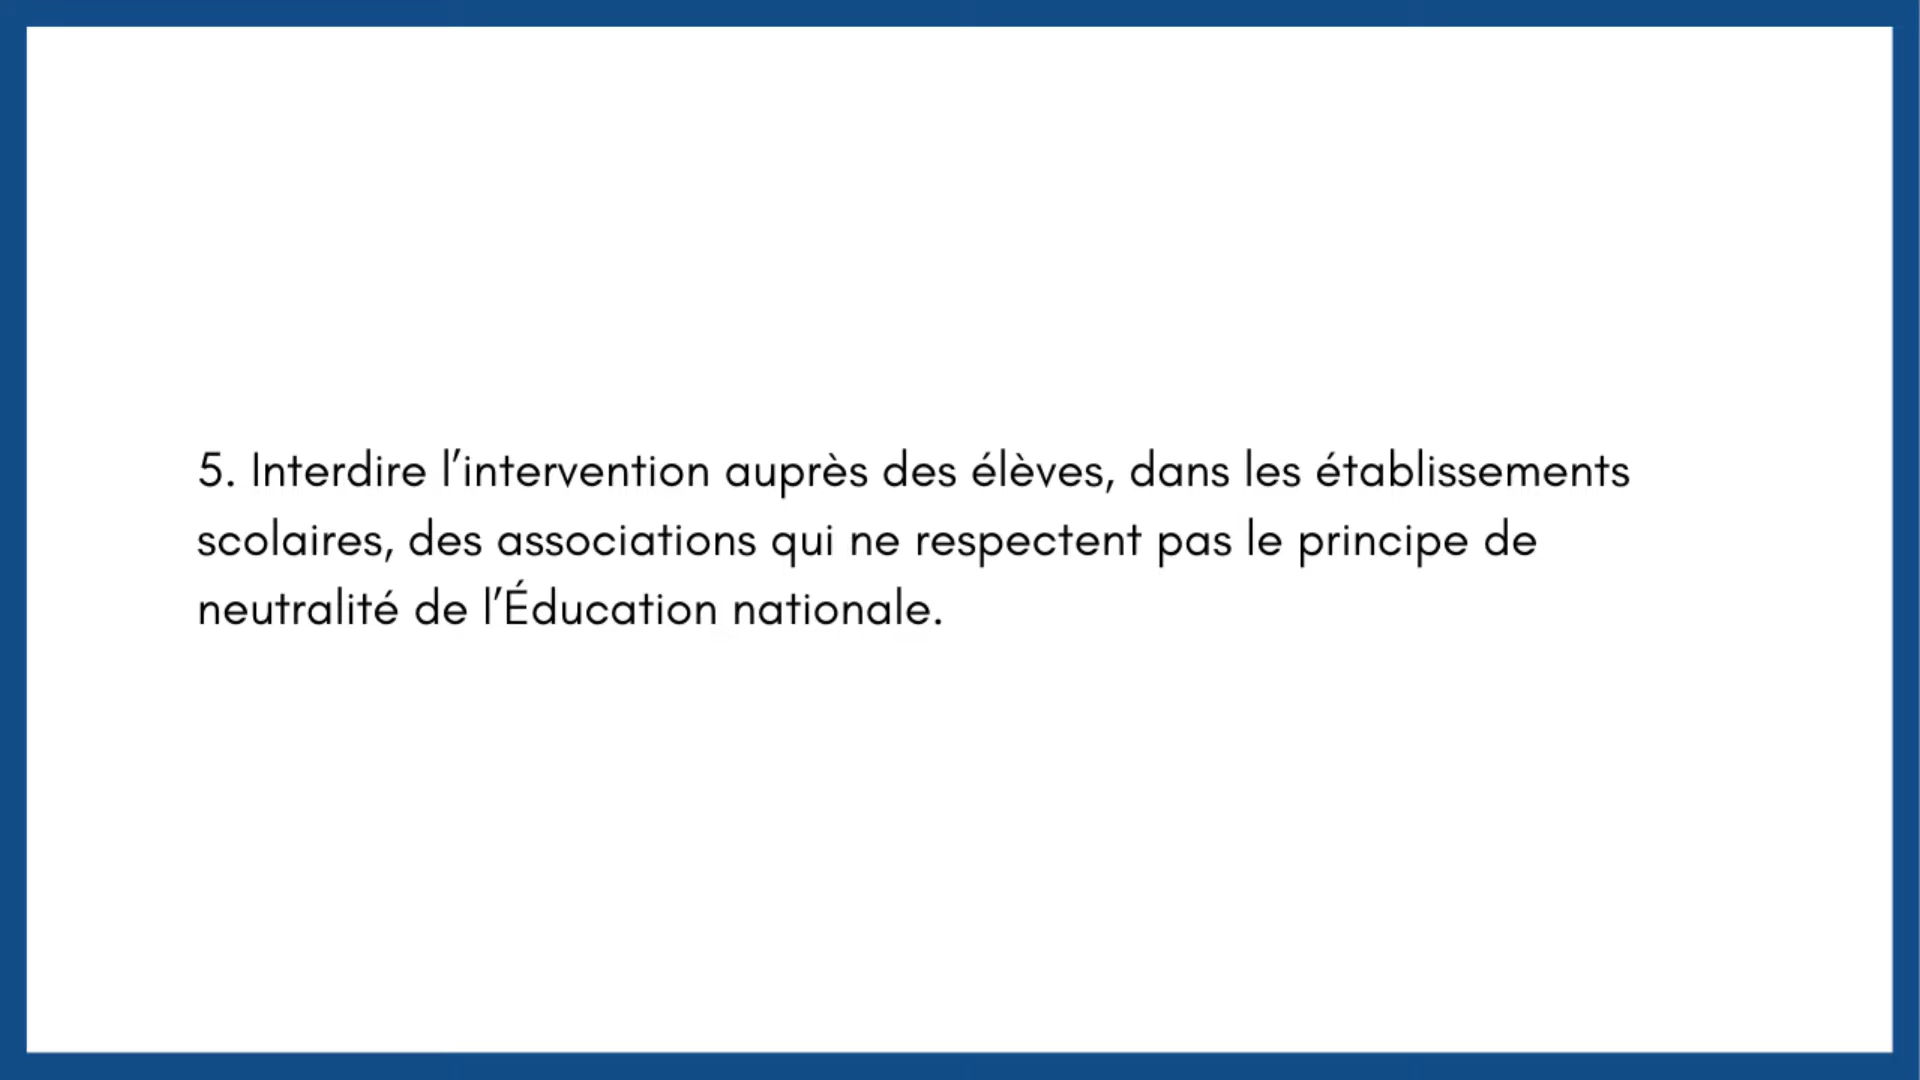 5. Interdire l’intervention auprès des élèves, dans les établissements
scolaires, des associations qui ne respectent pas le principe de
neutralité de l’Éducation nationale.